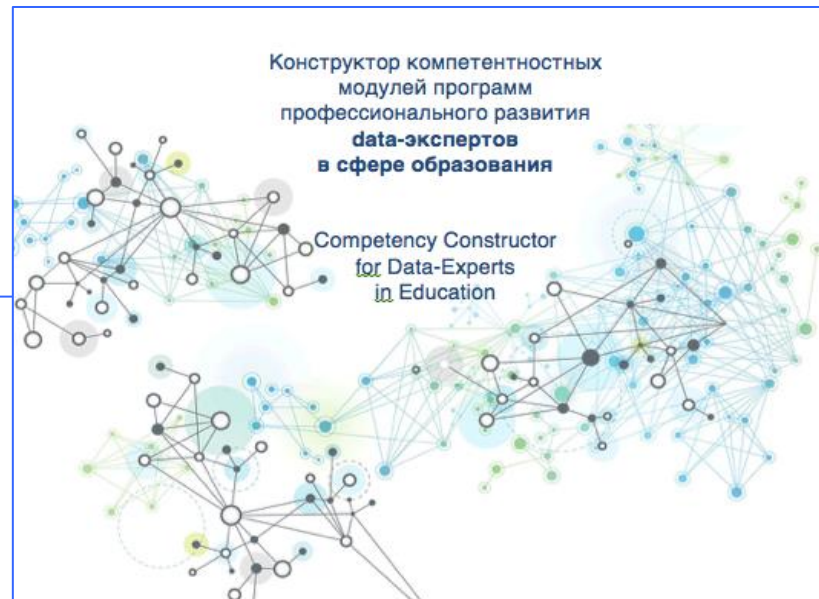 Конструктор компетентностных
модулей программ
профессионального развития
data-экспертов
в сфере образования
Competency Constructor
for Data-Experts
in Education